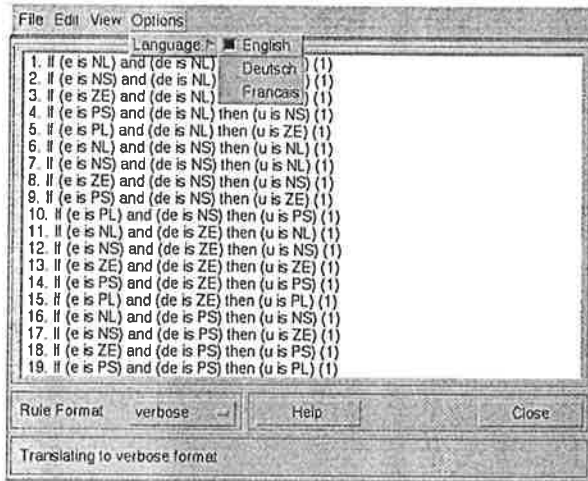 File Edit View Options
Language English
Deutsch
Francais
1. If (e is NL) and (de is NL) ) (1)
2. If (e is NS) and (de is NL) ) (1)
3. If (e is ZE) and (de is NL) ) (1)
4. If (e is PS) and (de is NL) then (u is NS) (1)
5. If (e is PL) and (de is NL) then (u is ZE) (1)
6. If (e is NL) and (de is NS) then (u is NL) (1)
7. If (e is NS) and (de is NS) then (u is NL) (1)
8. If (e is ZE) and (de is NS) then (u is NS) (1)
9. If (e is PS) and (de is NS) then (u is ZE) (1)
10. If (e is PL) and (de is NS) then (u is PS) (1)
11. If (e is NL) and (de is ZE) then (u is NL) (1)
12. If (e is NS) and (de is ZE) then (u is NS) (1)
13. If (e is ZE) and (de is ZE) then (u is ZE) (1)
14. If (e is PS) and (de is ZE) then (u is PS) (1)
15. If (e is PL) and (de is ZE) then (u is PL) (1)
16. If (e is NL) and (de is PS) then (u is NS) (1)
17. If (e is NS) and (de is PS) then (u is ZE) (1)
18. If (e is ZE) and (de is PS) then (u is PS) (1)
19. If (e is PS) and (de is PS) then (u is PL) (1)
Rule Format verbose Help Close
Translating to verbose format